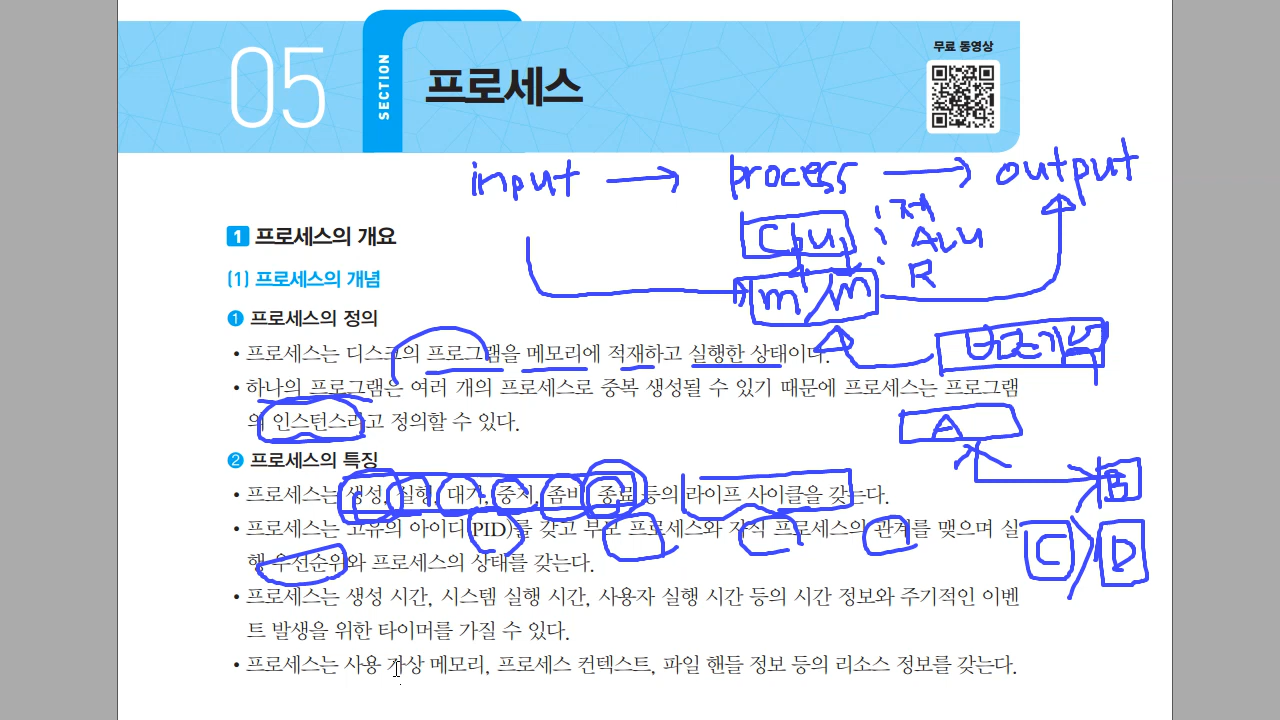 05
SECTION
프로세스
무료 동영상
input → process → output
CPU
제
ALU
R
m/m
보조기억
1 프로세스의 개요
(1) 프로세스의 개념
❶ 프로세스의 정의
• 프로세스는 디스크의 프로그램을 메모리에 적재하고 실행한 상태이다.
• 하나의 프로그램은 여러 개의 프로세스로 중복 생성될 수 있기 때문에 프로세스는 프로그램
의 인스턴스라고 정의할 수 있다.
A
❷ 프로세스의 특징
• 프로세스는 생성, 실행, 대기, 중지, 좀비, 종료 등의 라이프 사이클을 갖는다.
B
• 프로세스는 고유의 아이디(PID)를 갖고 부모 프로세스와 자식 프로세스의 관계를 맺으며 실
행 우선순위와 프로세스의 상태를 갖는다.
C D
• 프로세스는 생성 시간, 시스템 실행 시간, 사용자 실행 시간 등의 시간 정보와 주기적인 이벤
트 발생을 위한 타이머를 가질 수 있다.
• 프로세스는 사용 가상 메모리, 프로세스 컨텍스트, 파일 핸들 정보 등의 리소스 정보를 갖는다.